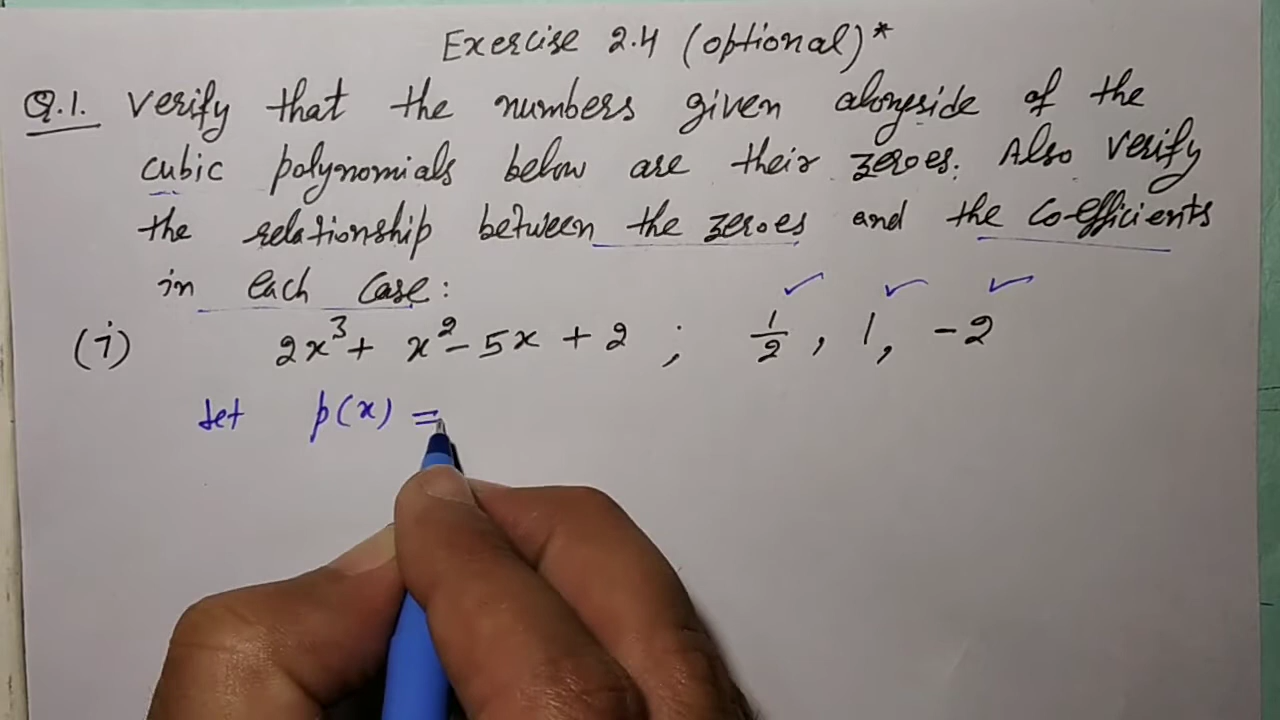 Exercise 2.4 (optional)*
Q.1. Verify that the numbers given alongside of the
cubic polynomials below are their zeroes. Also verify
the relationship between the zeroes and the co-efficients
in each case:
(i) 2x³ + x² - 5x + 2 ; 1/2, 1, -2
Let p(x) =